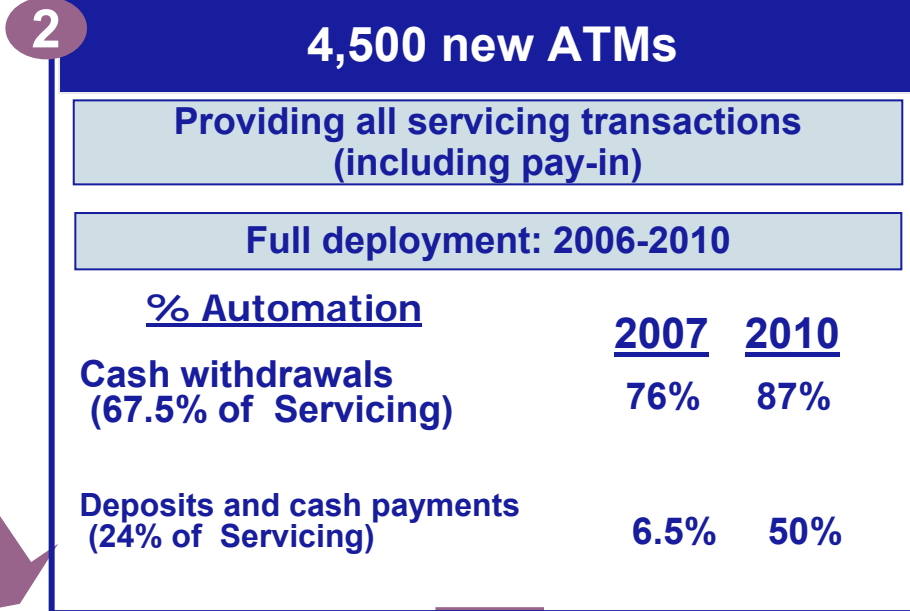 2
4,500 new ATMs
Providing all servicing transactions
(including pay-in)
Full deployment: 2006-2010
% Automation
2007 2010
Cash withdrawals
(67.5% of Servicing)
76% 87%
Deposits and cash payments
(24% of Servicing)
6.5% 50%